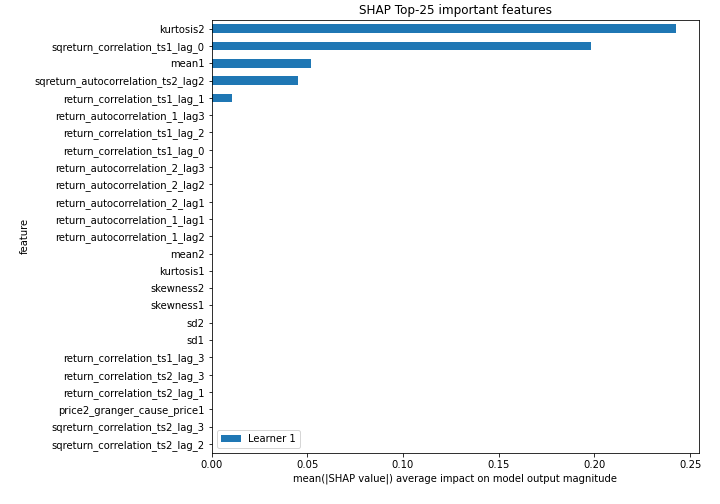 SHAP Top-25 important features
kurtosis2
sqreturn_correlation_ts1_lag_0
mean1
sqreturn_autocorrelation_ts2_lag2
return_correlation_ts1_lag_1
return_autocorrelation_1_lag3
return_correlation_ts1_lag_2
return_correlation_ts1_lag_0
return_autocorrelation_2_lag3
return_autocorrelation_2_lag2
return_autocorrelation_2_lag1
return_autocorrelation_1_lag1
return_autocorrelation_1_lag2
mean2
kurtosis1
skewness2
skewness1
sd2
sd1
return_correlation_ts1_lag_3
return_correlation_ts2_lag_3
return_correlation_ts2_lag_1
price2_granger_cause_price1
sqreturn_correlation_ts2_lag_3
sqreturn_correlation_ts2_lag_2
feature
Learner 1
0.00 0.05 0.10 0.15 0.20 0.25
mean(|SHAP value|) average impact on model output magnitude